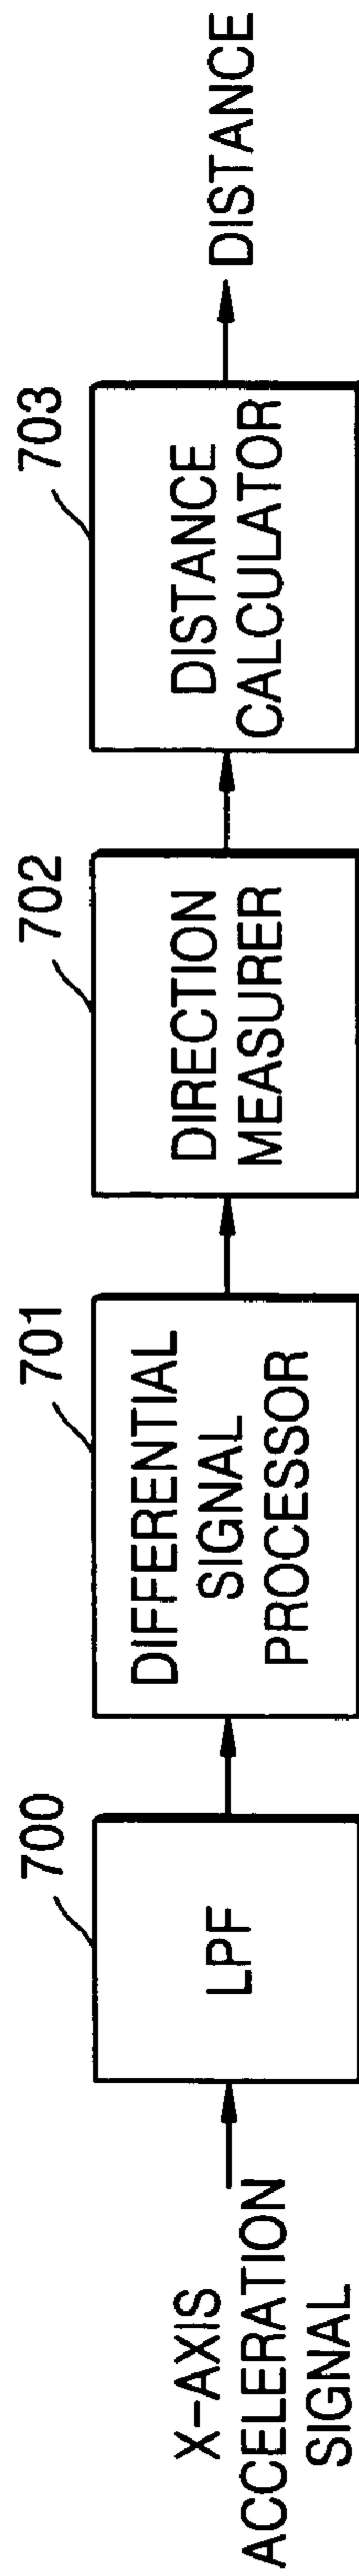 X-AXIS
ACCELERATION
SIGNAL
700
LPF
701
DIFFERENTIAL
SIGNAL
PROCESSOR
702
DIRECTION
MEASURER
703
DISTANCE
CALCULATOR
DISTANCE